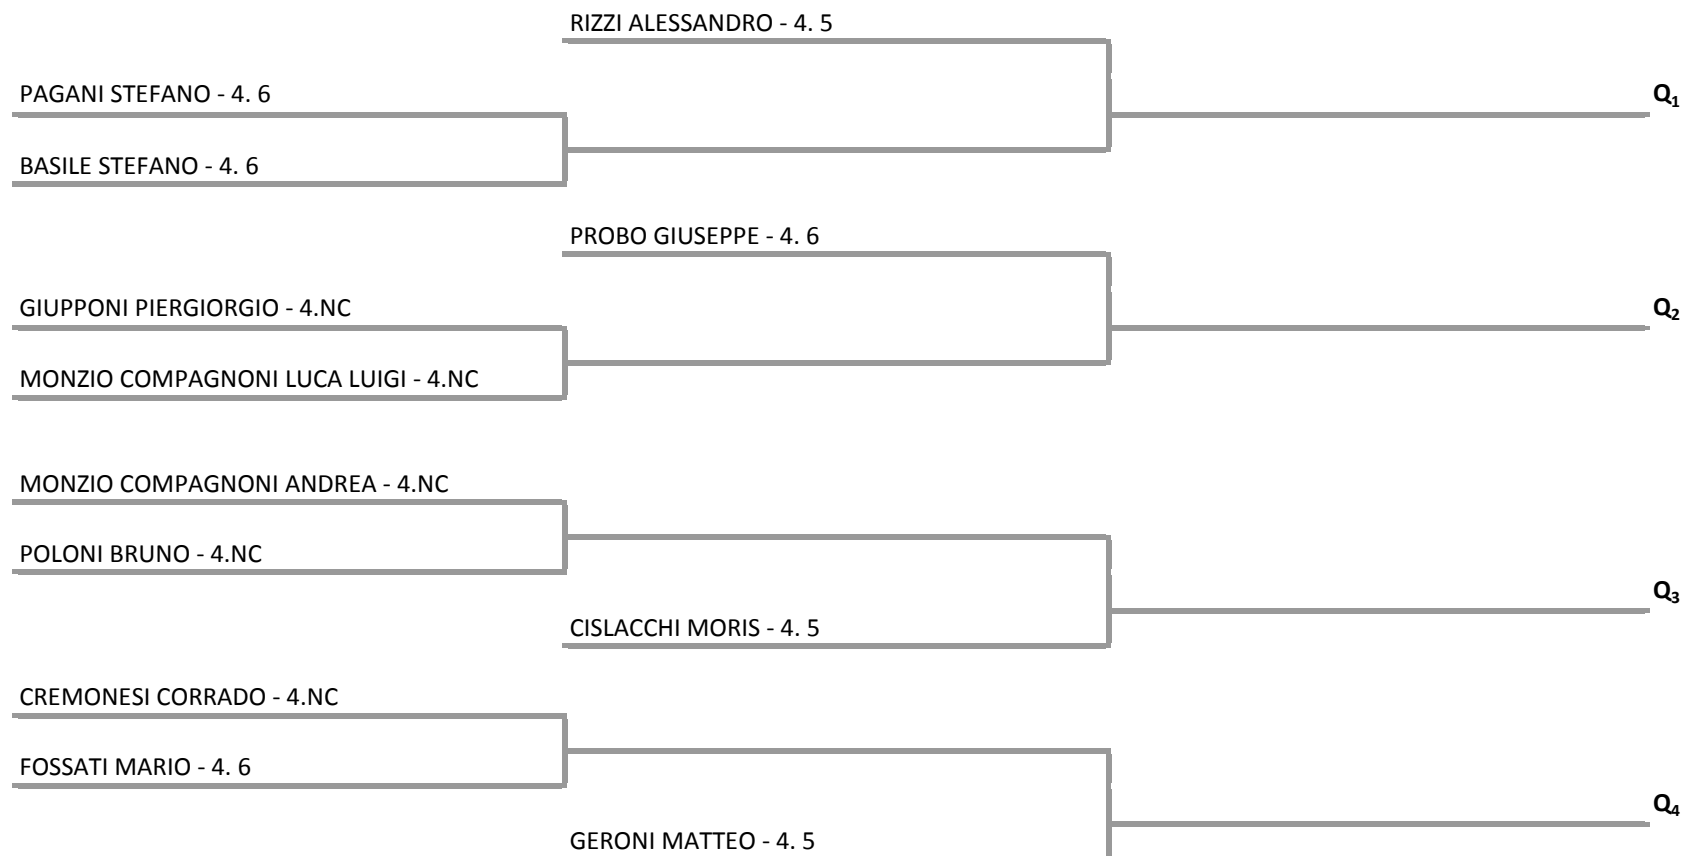 RIZZI ALESSANDRO - 4. 5
PAGANI STEFANO - 4. 6
Q₁
BASILE STEFANO - 4. 6
PROBO GIUSEPPE - 4. 6
GIUPPONI PIERGIORGIO - 4.NC
Q₂
MONZIO COMPAGNONI LUCA LUIGI - 4.NC
MONZIO COMPAGNONI ANDREA - 4.NC
POLONI BRUNO - 4.NC
Q₃
CISLACCHI MORIS - 4. 5
CREMONESI CORRADO - 4.NC
FOSSATI MARIO - 4. 6
Q₄
GERONI MATTEO - 4. 5